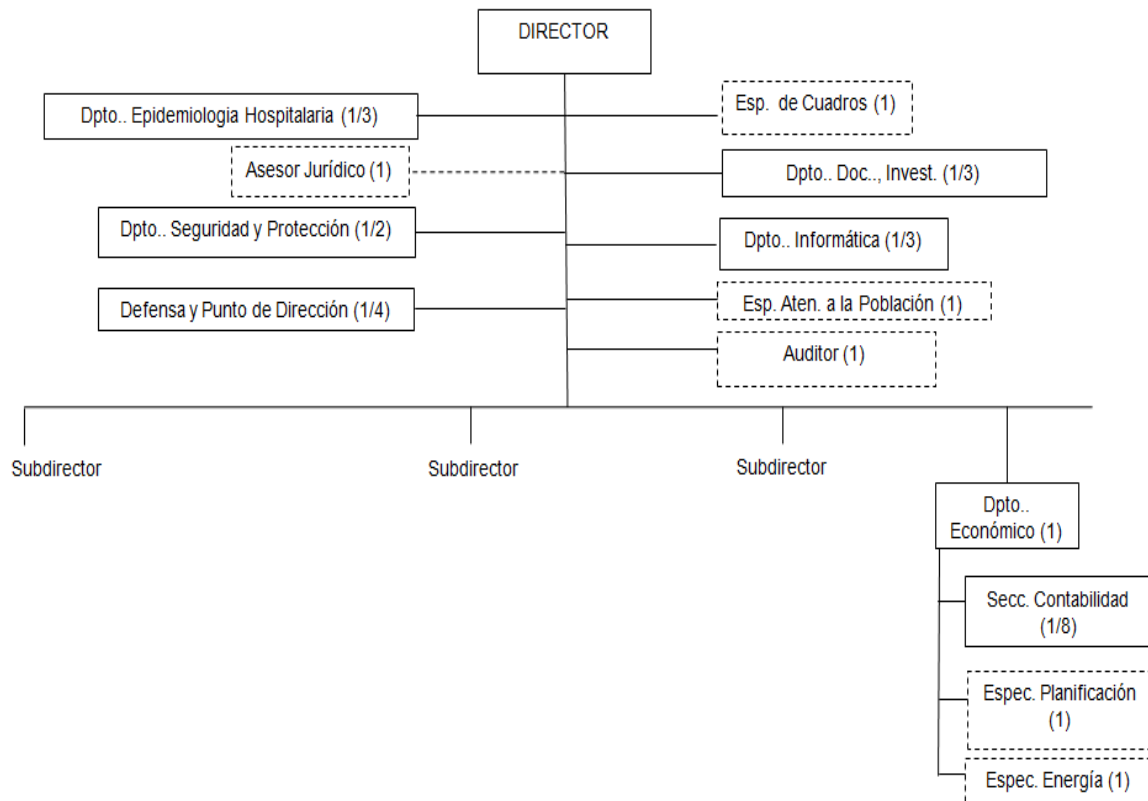 DIRECTOR
Dpto.. Epidemiologia Hospitalaria (1/3)
Esp. de Cuadros (1)
Asesor Jurídico (1)
Dpto.. Doc.., Invest. (1/3)
Dpto.. Seguridad y Protección (1/2)
Dpto.. Informática (1/3)
Defensa y Punto de Dirección (1/4)
Esp. Aten. a la Población (1)
Auditor (1)
Subdirector
Subdirector
Subdirector
Dpto..
Económico (1)
Secc. Contabilidad
(1/8)
Espec. Planificación
(1)
Espec. Energía (1)